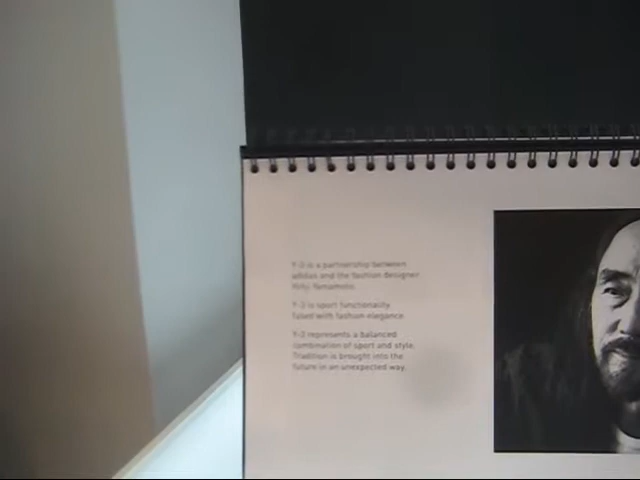 Y-3 is a partnership between
adidas and the fashion designer
Yohji Yamamoto.
Y-3 is sport functionality
fused with fashion elegance.
Y-3 represents a balanced
combination of sport and style.
Tradition is brought into the
future in an unexpected way.